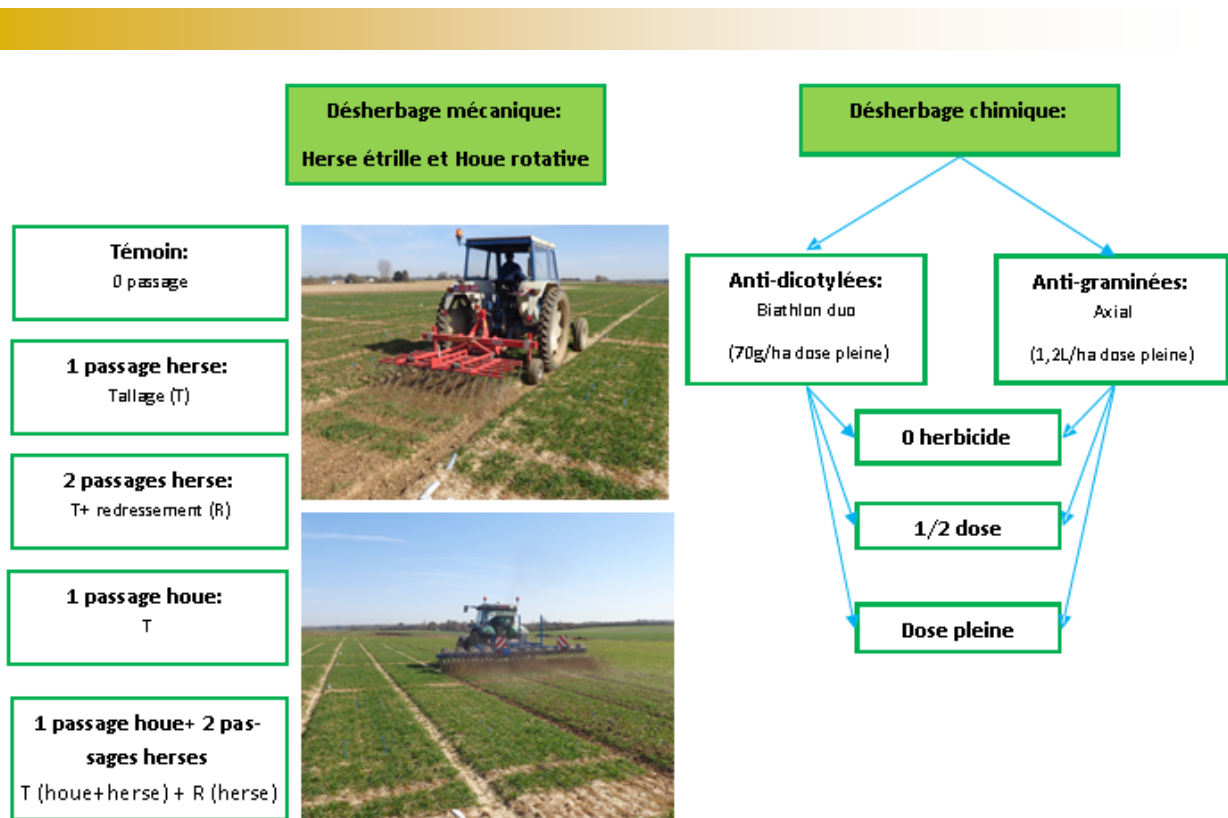 Désherbage mécanique:
Herse étrille et Houe rotative
Témoin:
0 passage
1 passage herse:
Tallage (T)
2 passages herse:
T+ redressement (R)
1 passage houe:
T
1 passage houe+ 2 pas-
sages herses
T (houe+herse) + R (herse)
Désherbage chimique:
Anti-dicotylées:
Biathlon duo
(70g/ha dose pleine)
Anti-graminées:
Axial
(1,2L/ha dose pleine)
0 herbicide
1/2 dose
Dose pleine